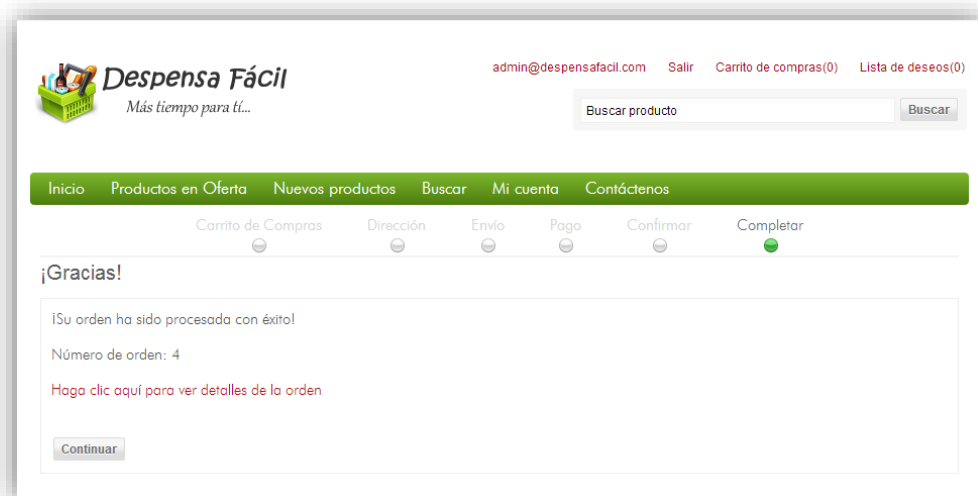 Despensa Fácil
Más tiempo para tí...
admin@despensafacil.com Salir Carrito de compras(0) Lista de deseos(0)
Buscar producto Buscar
Inicio Productos en Oferta Nuevos productos Buscar Mi cuenta Contáctenos
Carrito de Compras Dirección Envío Pago Confirmar Completar
¡Gracias!
¡Su orden ha sido procesada con éxito!
Número de orden: 4
Haga clic aquí para ver detalles de la orden
Continuar